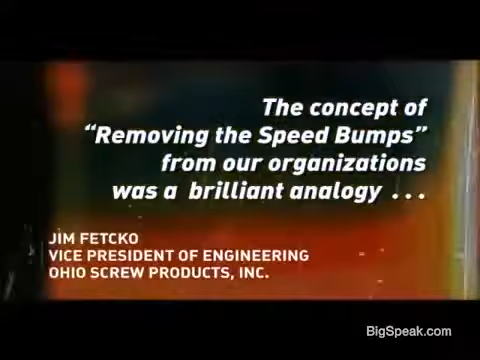 The concept of
“Removing the Speed Bumps”
from our organizations
was a brilliant analogy . . .
JIM FETCKO
VICE PRESIDENT OF ENGINEERING
OHIO SCREW PRODUCTS, INC.
BigSpeak.com